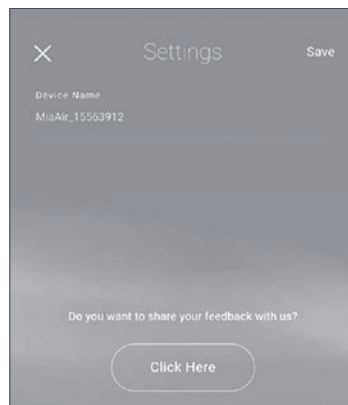 Settings
Save
Device Name
MiaAir_15563912
Do you want to share your feedback with us?
Click Here